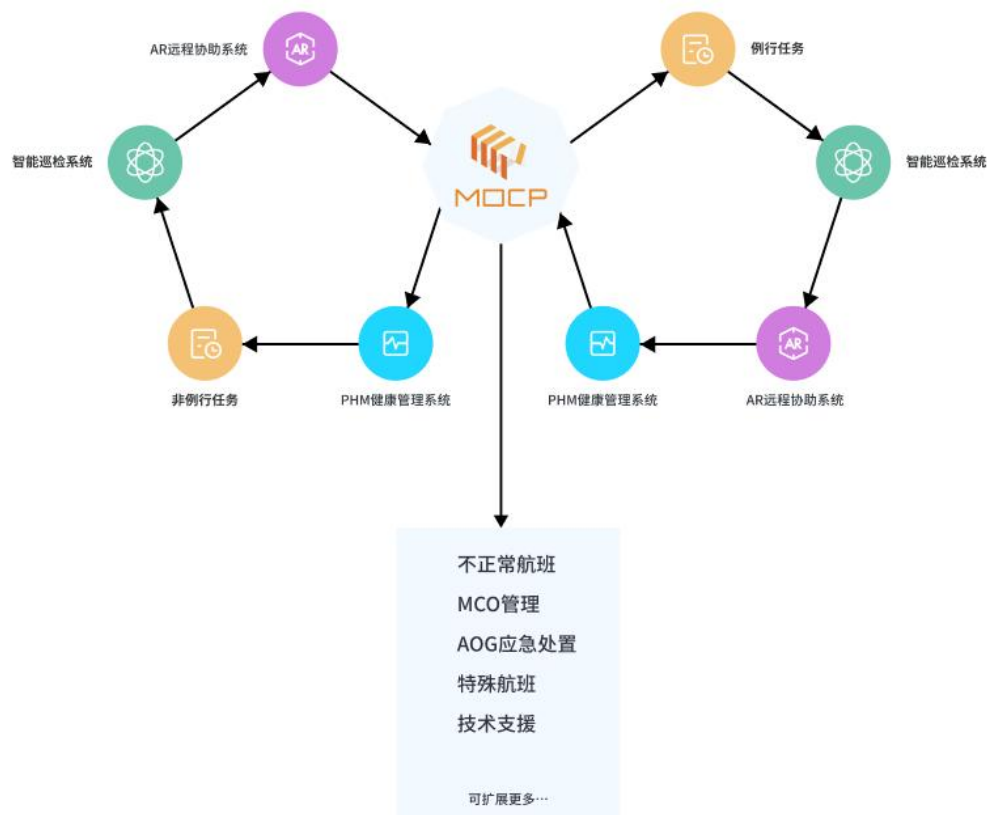 AR远程协助系统
AR
例行任务
智能巡检系统
MOCP
智能巡检系统
AR
非例行任务
PHM健康管理系统
PHM健康管理系统
AR远程协助系统
不正常航班
MCO管理
AOG应急处置
特殊航班
技术支援
可扩展更多…